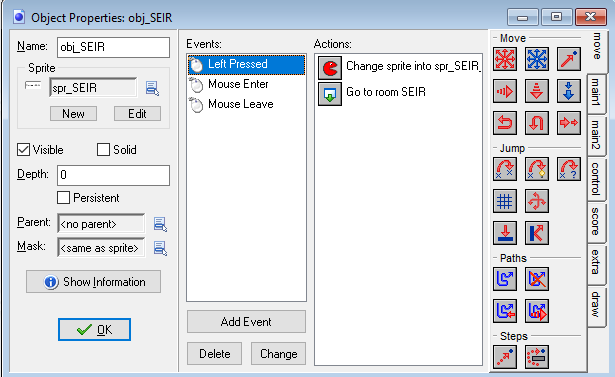 Object Properties: obj_SEIR
Name: obj_SEIR
Sprite
spr_SEIR
New Edit
Visible Solid
Depth: 0
Persistent
Parent: <no parent>
Mask: <same as sprite>
Show Information
OK
Events:
Left Pressed
Mouse Enter
Mouse Leave
Add Event
Delete Change
Actions:
Change sprite into spr_SEIR_
Go to room SEIR
Move
Jump
Paths
Steps
move
main1
main2
control
score
extra
draw